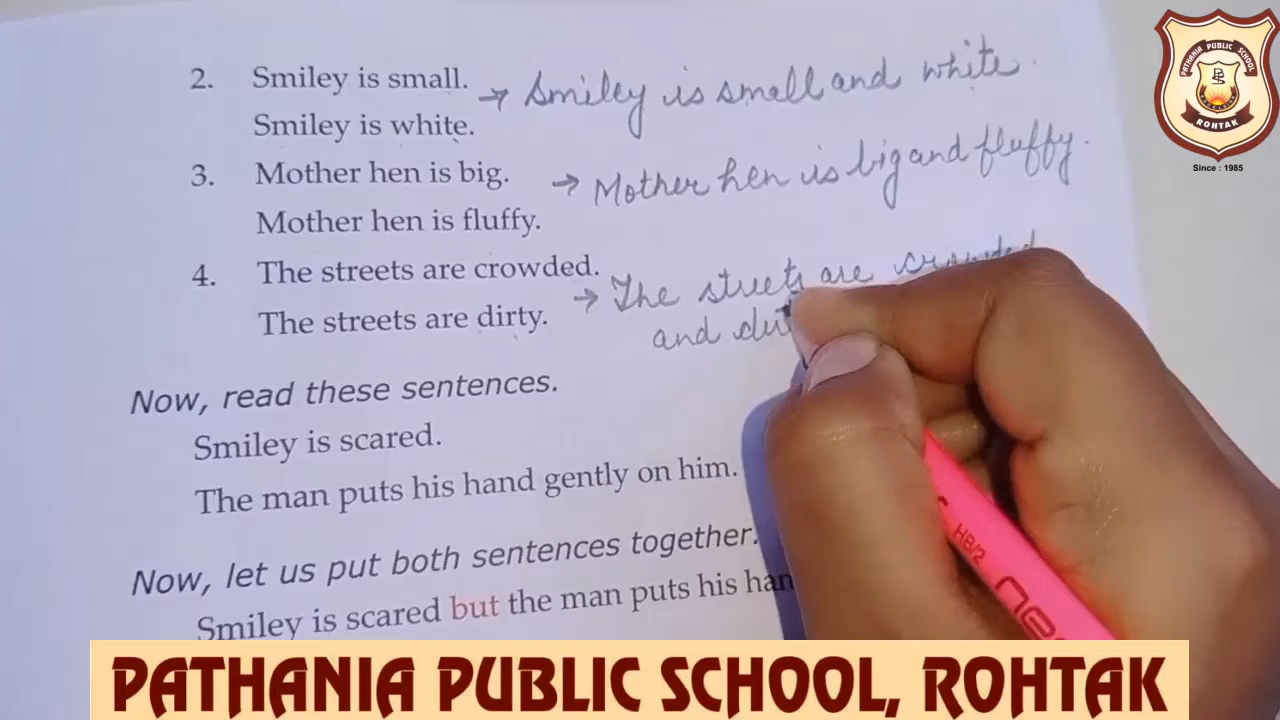 2. Smiley is small. → Smiley is small and white.
Smiley is white.
3. Mother hen is big. → Mother hen is big and fluffy.
Mother hen is fluffy.
4. The streets are crowded. → The streets are crowded
The streets are dirty. and
Now, read these sentences.
Smiley is scared.
The man puts his hand gently on him.
Now, let us put both sentences together.
Smiley is scared but the man puts his
PATHANIA PUBLIC SCHOOL
ROHTAK
Since : 1985
HB/2
PATHANIA PUBLIC SCHOOL, ROHTAK